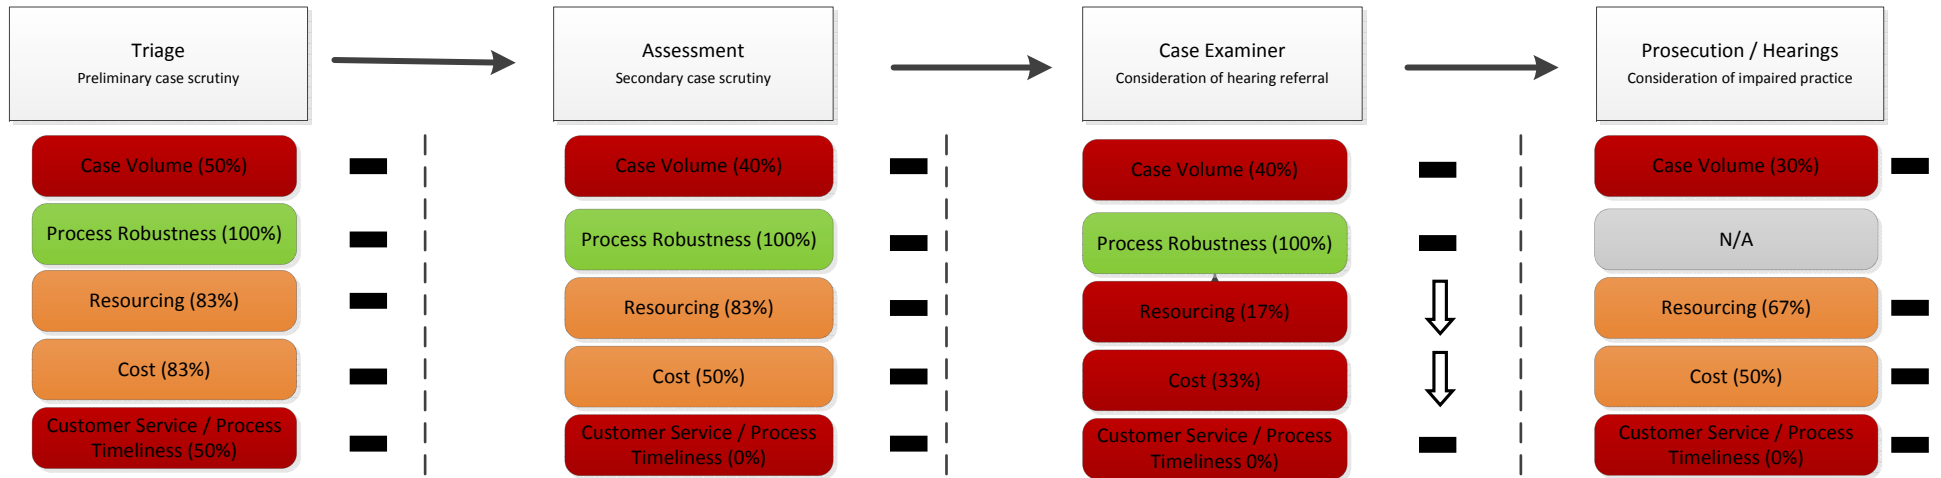 Triage
Preliminary case scrutiny
Assessment
Secondary case scrutiny
Case Examiner
Consideration of hearing referral
Prosecution / Hearings
Consideration of impaired practice
Case Volume (50%)
Process Robustness (100%)
Resourcing (83%)
Cost (83%)
Customer Service / Process
Timeliness (50%)
Case Volume (40%)
Process Robustness (100%)
Resourcing (83%)
Cost (50%)
Customer Service / Process
Timeliness (0%)
Case Volume (40%)
Process Robustness (100%)
Resourcing (17%)
Cost (33%)
Customer Service / Process
Timeliness 0%)
Case Volume (30%)
N/A
Resourcing (67%)
Cost (50%)
Customer Service / Process
Timeliness (0%)